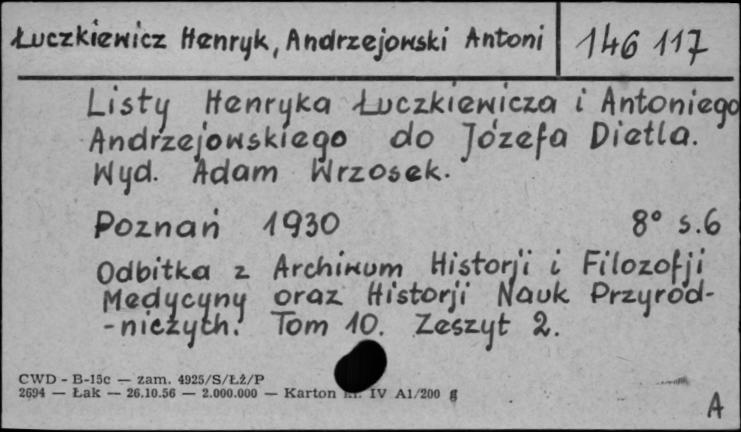 Łuczkiewicz Henryk, Andrzejowski Antoni 146 117
Listy Henryka Łuczkiewicza i Antoniego
Andrzejowskiego do Józefa Dietla.
Wyd. Adam Wrzosek.
Poznań 1930 8° s.6
Odbitka z Archiwum Historji i Filozofji
Medycyny oraz Historji Nauk Przyrod-
-niczych. Tom 10. Zeszyt 2.
CWD - B-15c — zam. 4925/S/ŁŻ/P
2694 — Łak — 26.10.56 — 2.000.000 — Karton kl. IV A1/200 g
A